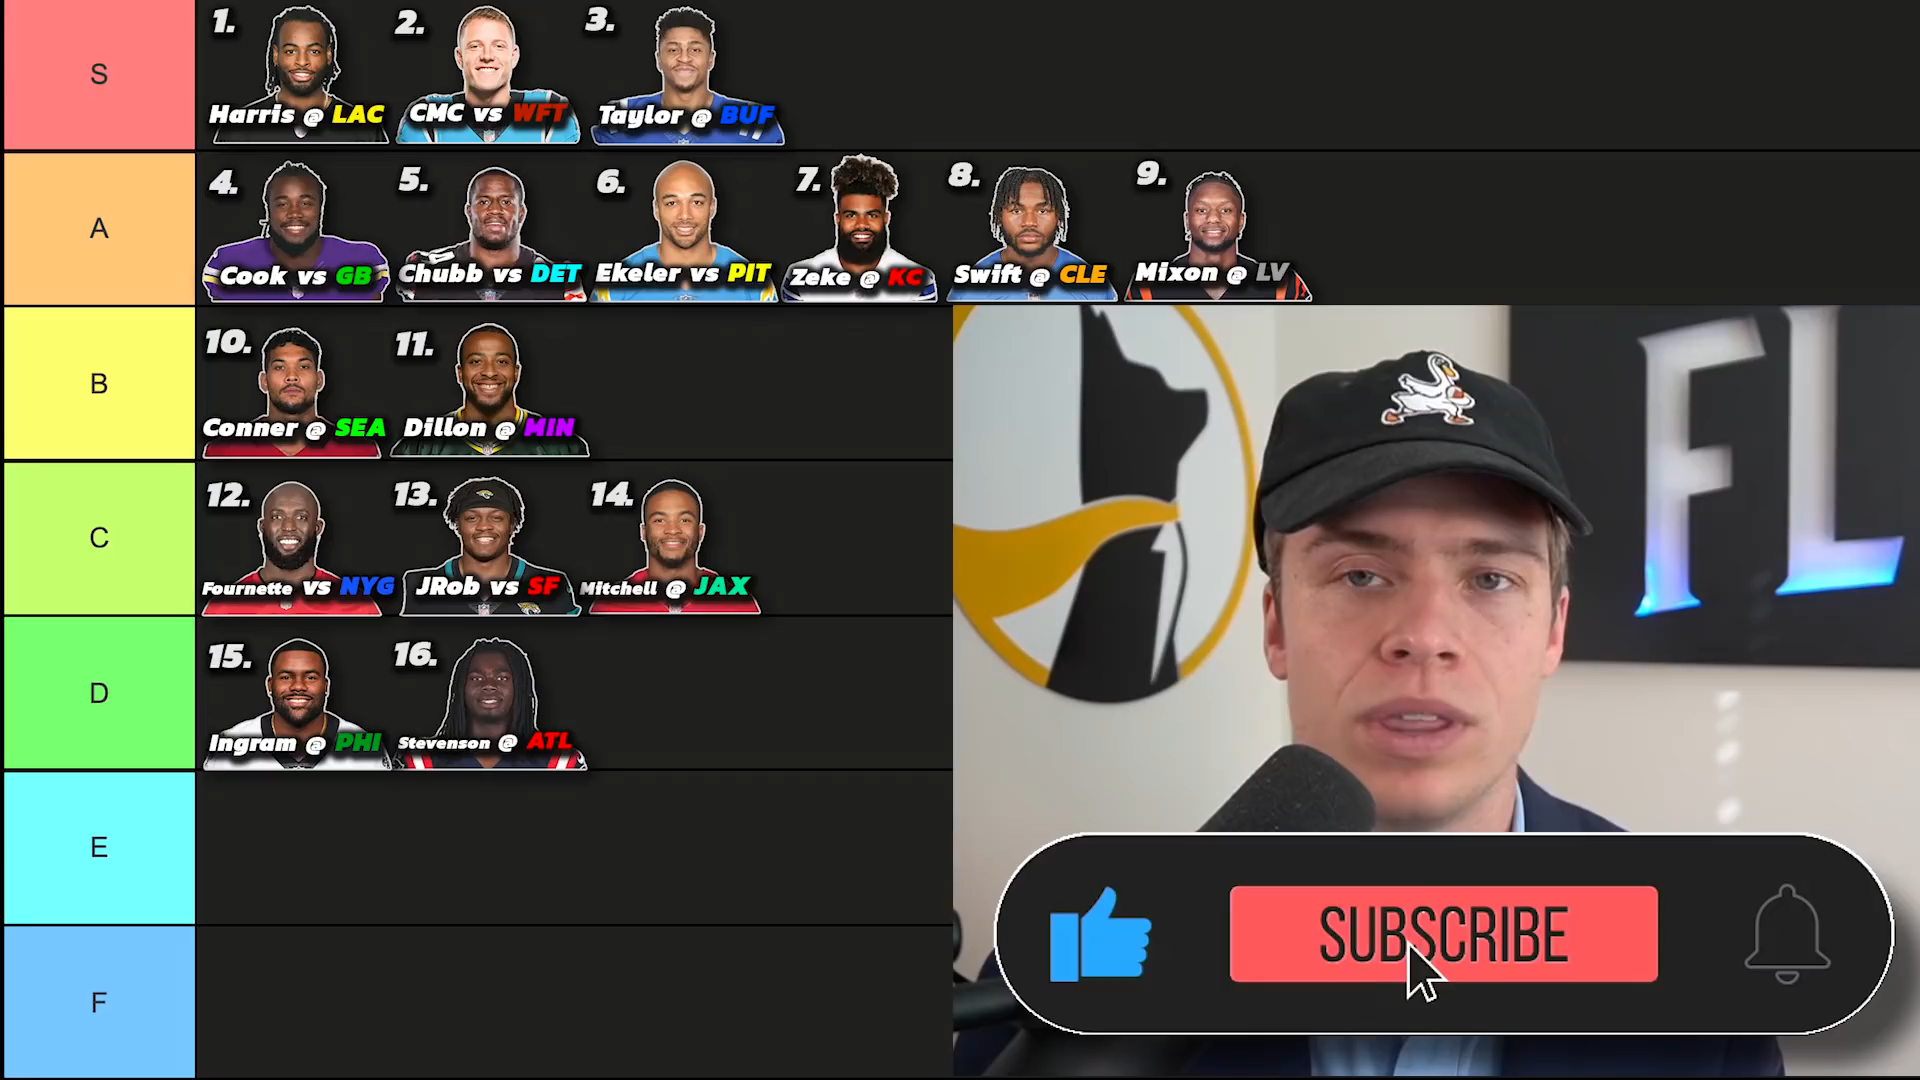 S
1.
2.
3.
Harris @ LAC
CMC vs WFT
Taylor @ BUF
A
4.
5.
6.
7.
8.
9.
Cook vs GB
Chubb vs DET
Ekeler vs PIT
Zeke @ KC
Swift @ CLE
Mixon @ LV
B
10.
11.
Conner @ SEA
Dillon @ MIN
FL
C
12.
13.
14.
Fournette vs NYG
JRob vs SF
Mitchell @ JAX
D
15.
16.
Ingram @ PHI
Stevenson @ ATL
E
SUBSCRIBE
F